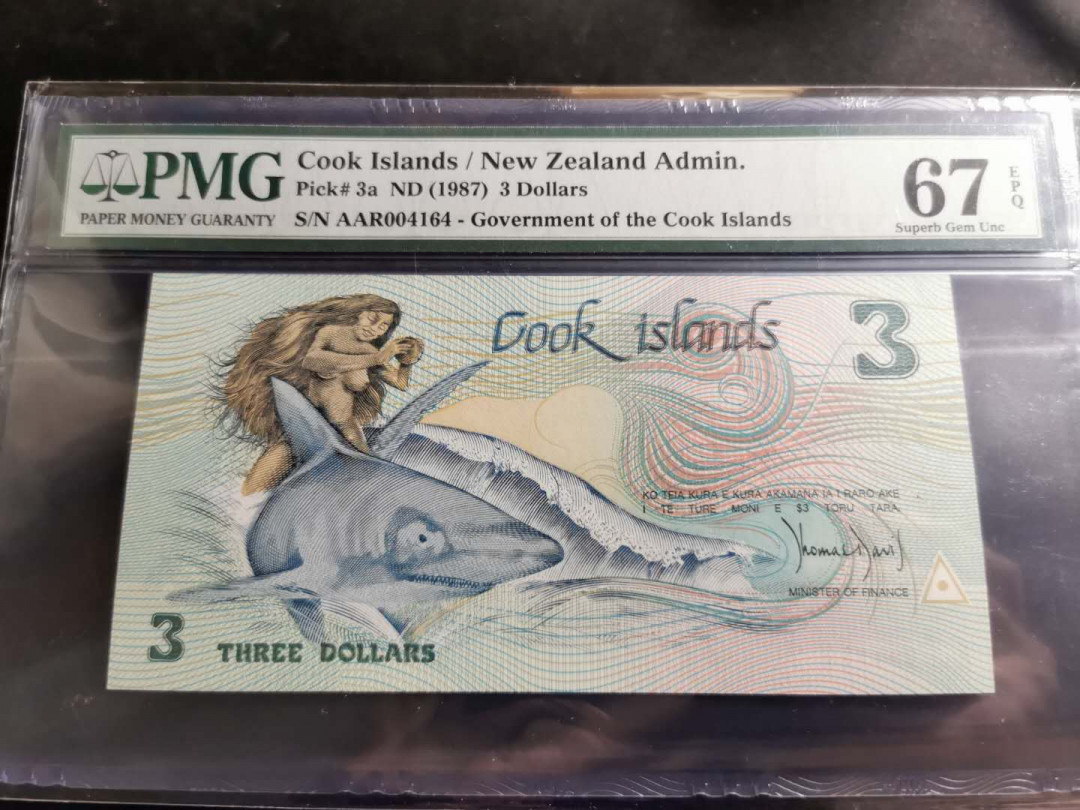 PMG
PAPER MONEY GUARANTY
Cook Islands / New Zealand Admin.
Pick# 3a ND (1987) 3 Dollars
S/N AAR004164 - Government of the Cook Islands
67
EPQ
Superb Gem Unc
Cook islands
3
KO TEIA KURA E KURA AKAMANA IA I RARO AKE
I TE TURE MONI E $3 TORU TARA.
Thomas Davis
MINISTER OF FINANCE
3 THREE DOLLARS